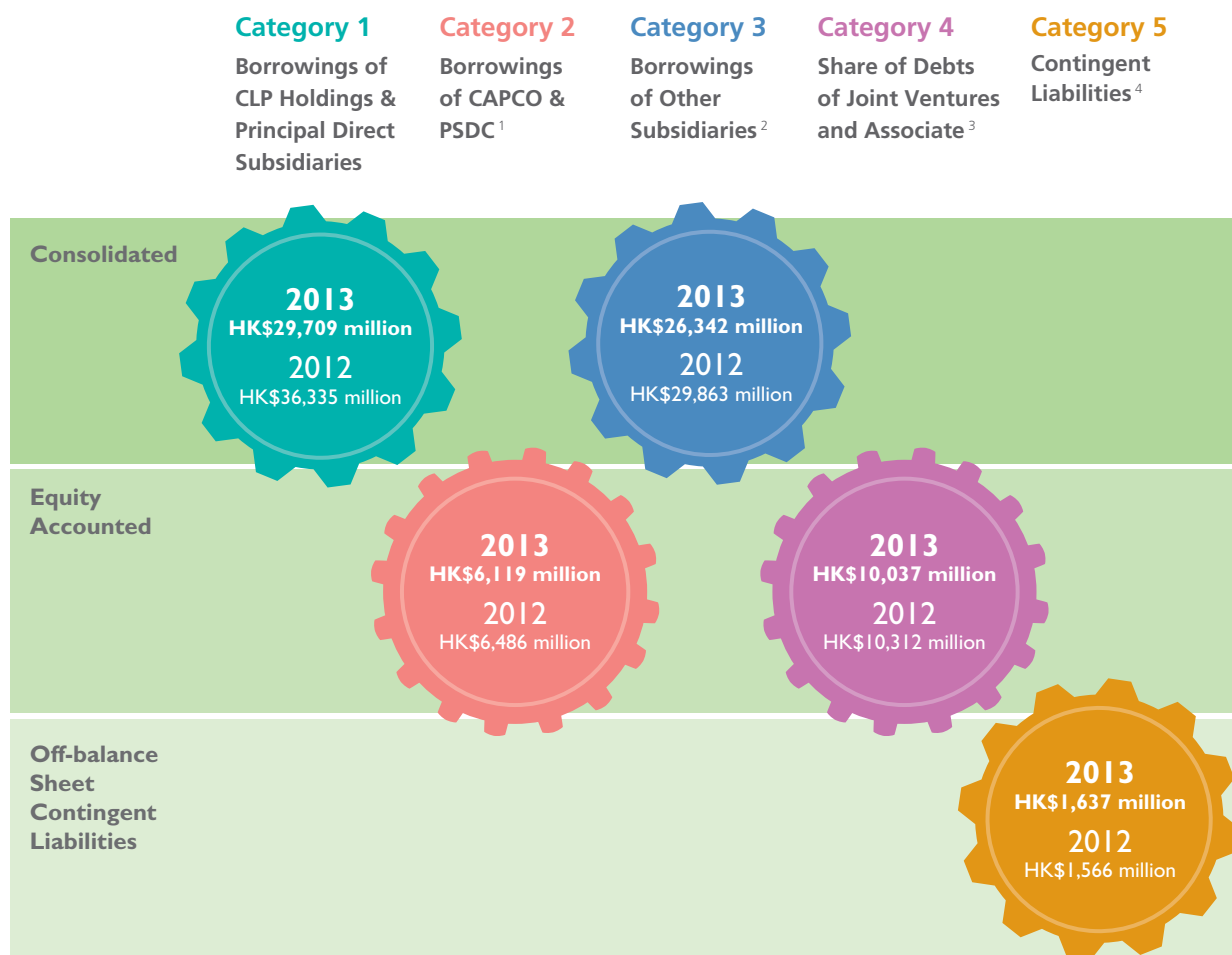 Category 1
Borrowings of
CLP Holdings &
Principal Direct
Subsidiaries
Category 2
Borrowings
of CAPCO &
PSDC 1
Category 3
Borrowings
of Other
Subsidiaries 2
Category 4
Share of Debts
of Joint Ventures
and Associate 3
Category 5
Contingent
Liabilities 4
Consolidated
2013
HK$29,709 million
2012
HK$36,335 million
2013
HK$26,342 million
2012
HK$29,863 million
Equity
Accounted
2013
HK$6,119 million
2012
HK$6,486 million
2013
HK$10,037 million
2012
HK$10,312 million
Off-balance
Sheet
Contingent
Liabilities
2013
HK$1,637 million
2012
HK$1,566 million